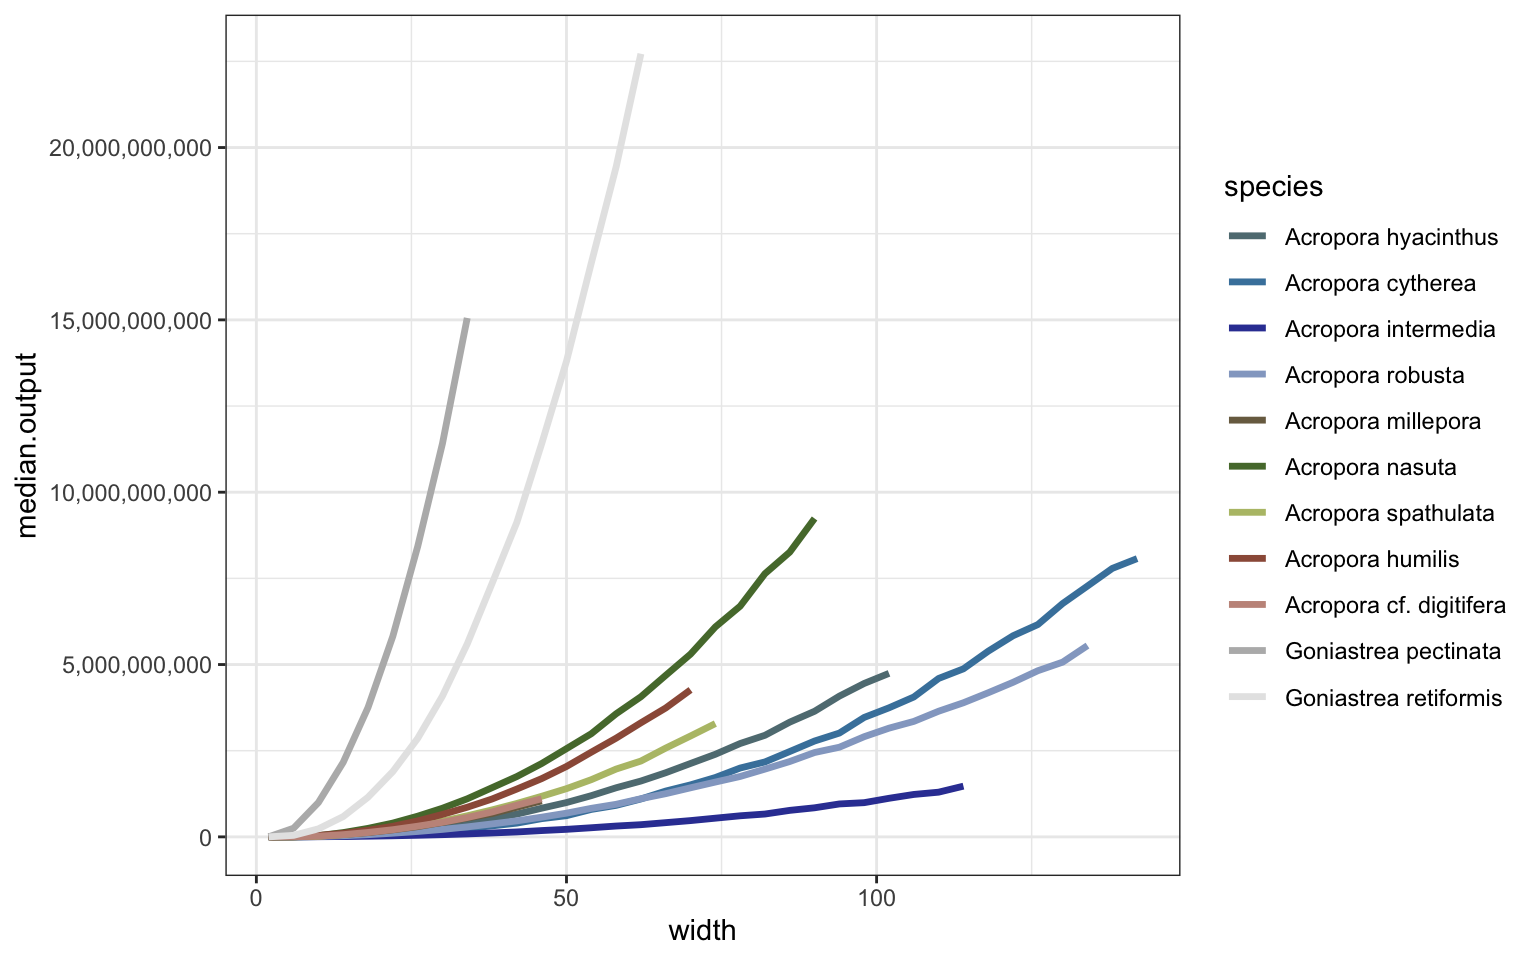 median.output
20,000,000,000
15,000,000,000
10,000,000,000
5,000,000,000
0
0 50 100
width
species
Acropora hyacinthus
Acropora cytherea
Acropora intermedia
Acropora robusta
Acropora millepora
Acropora nasuta
Acropora spathulata
Acropora humilis
Acropora cf. digitifera
Goniastrea pectinata
Goniastrea retiformis